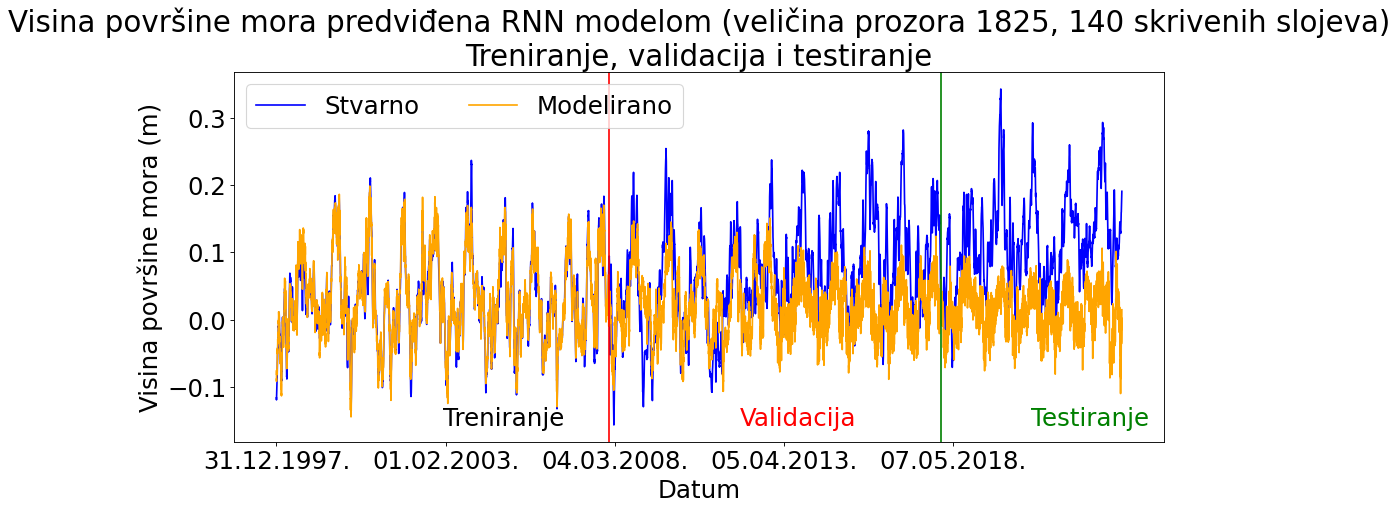 Visina površine mora predviđena RNN modelom (veličina prozora 1825, 140 skrivenih slojeva)
Treniranje, validacija i testiranje
Stvarno
Modelirano
Visina površine mora (m)
0.3
0.2
0.1
0.0
−0.1
Treniranje
Validacija
Testiranje
31.12.1997.
01.02.2003.
04.03.2008.
05.04.2013.
07.05.2018.
Datum